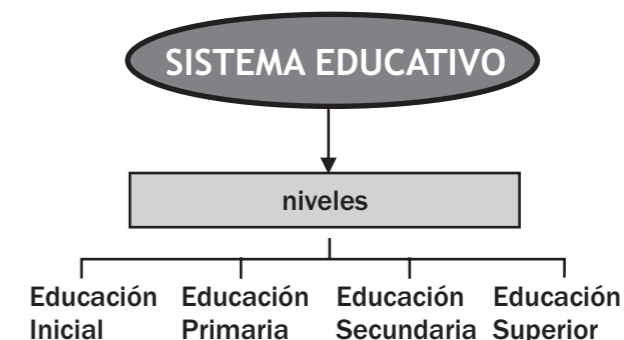 SISTEMA EDUCATIVO
niveles
Educación Inicial
Educación Primaria
Educación Secundaria
Educación Superior